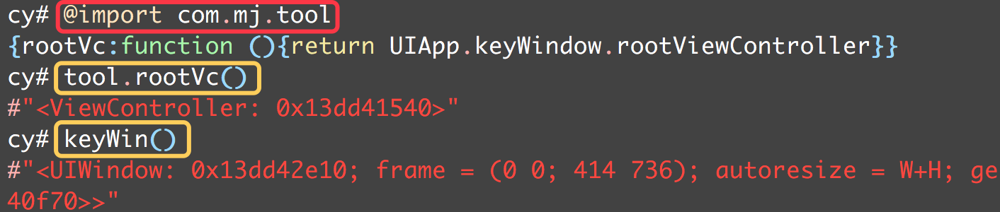 cy# @import com.mj.tool
{rootVc:function (){return UIApp.keyWindow.rootViewController}}
cy# tool.rootVc()
#"<ViewController: 0x13dd41540>"
cy# keyWin()
#"<UIWindow: 0x13dd42e10; frame = (0 0; 414 736); autoresize = W+H; ge
40f70>>"